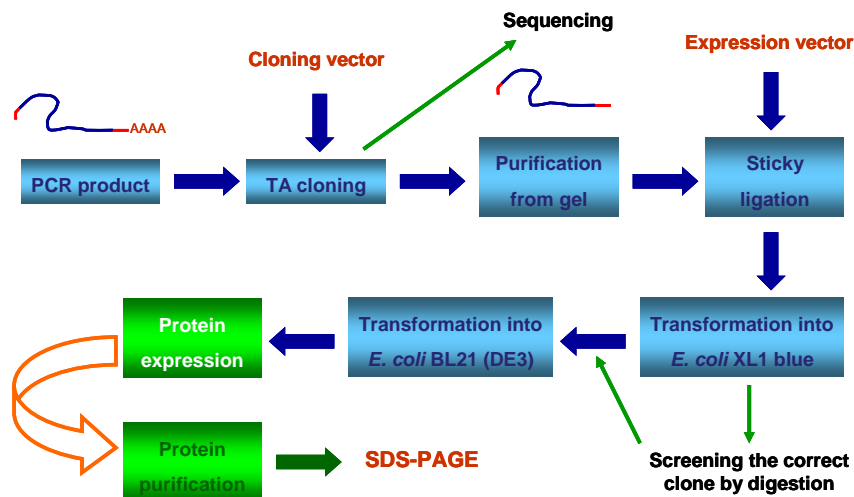 Sequencing
Cloning vector
Expression vector
AAAA
PCR product
TA cloning
Purification
from gel
Sticky
ligation
Protein
expression
Transformation into
E. coli BL21 (DE3)
Transformation into
E. coli XL1 blue
Protein
purification
SDS-PAGE
Screening the correct
clone by digestion